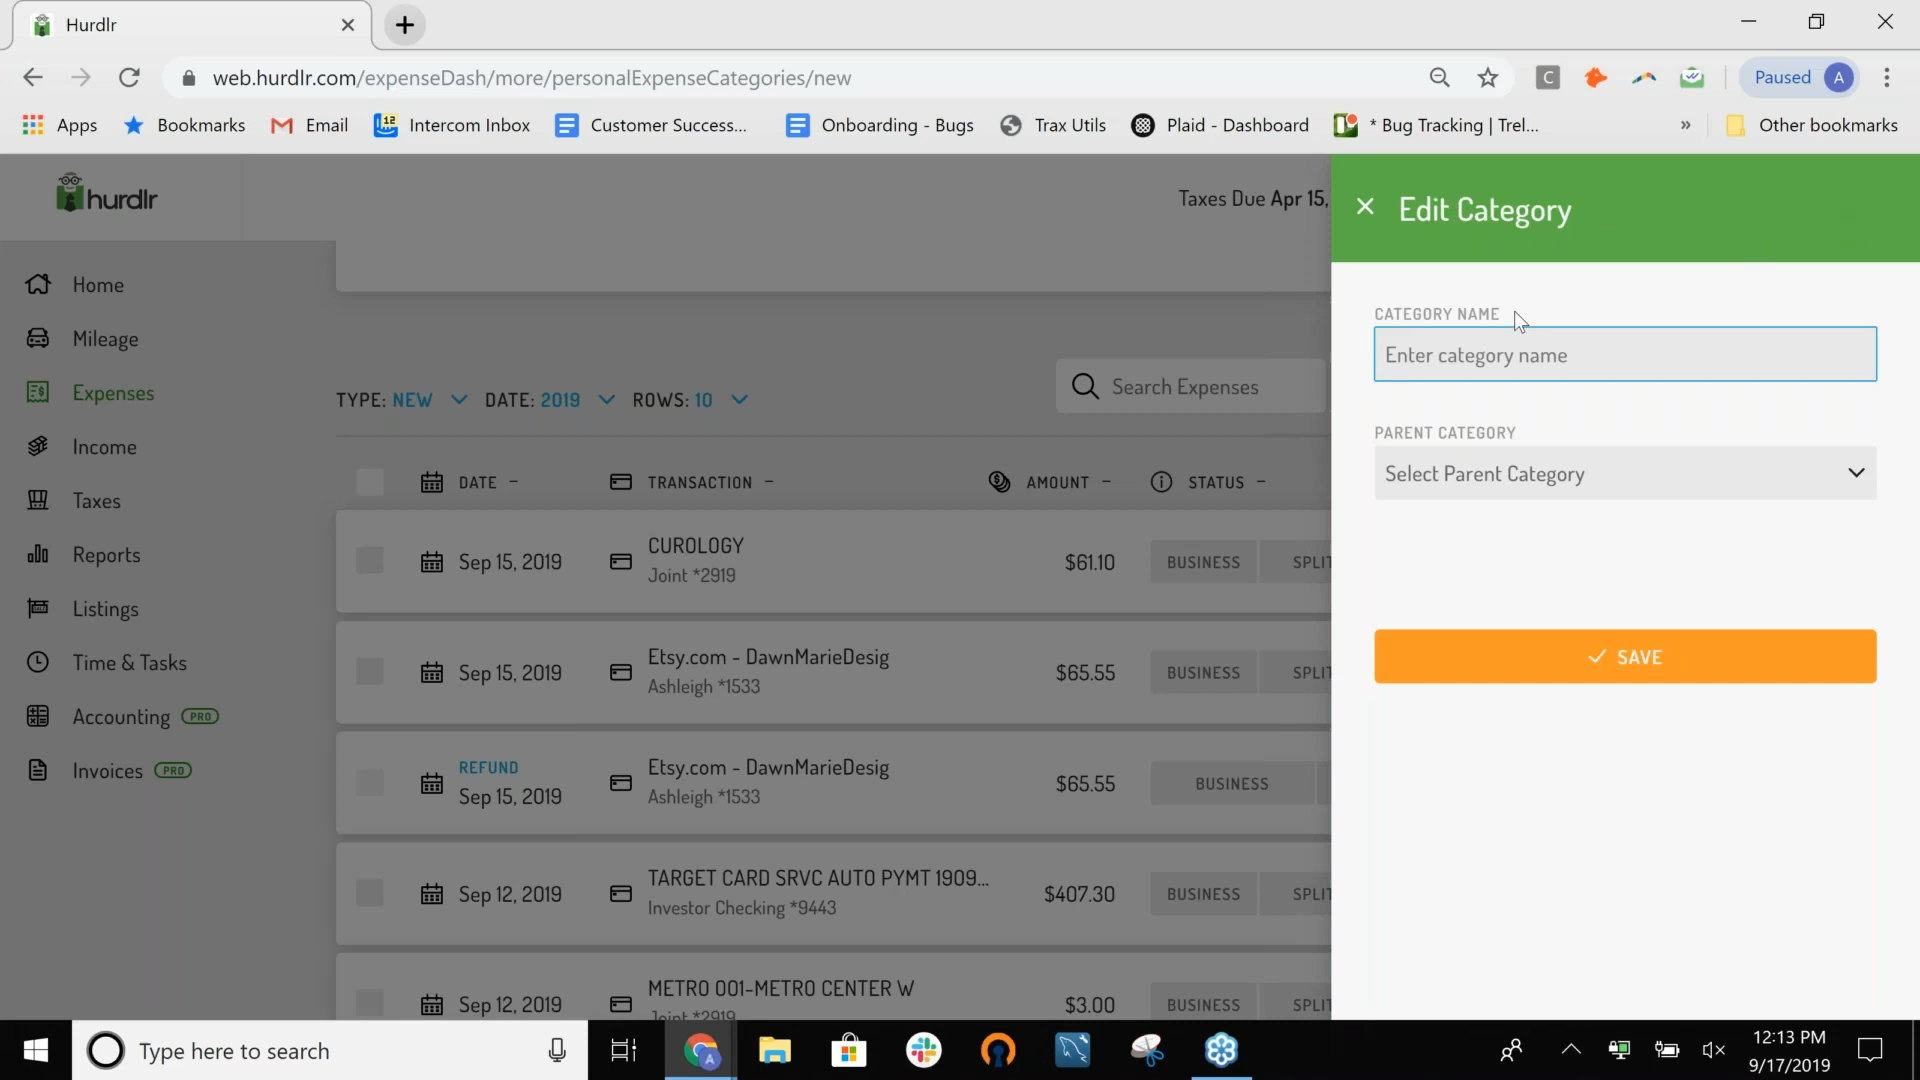 Hurdlr
web.hurdlr.com/expenseDash/more/personalExpenseCategories/new
C
Paused A
Apps
Bookmarks
Email
12
Intercom Inbox
Customer Success...
Onboarding - Bugs
Trax Utils
Plaid - Dashboard
* Bug Tracking | Trel...
»
Other bookmarks
hurdlr
Taxes Due Apr 15,
Edit Category
Home
Mileage
Expenses
Income
Taxes
Reports
Listings
Time & Tasks
Accounting PRO
Invoices PRO
TYPE: NEW DATE: 2019 ROWS: 10
Search Expenses
DATE – TRANSACTION – AMOUNT – STATUS –
Sep 15, 2019
CUROLOGY
Joint *2919
$61.10
BUSINESS
SPLIT
Sep 15, 2019
Etsy.com - DawnMarieDesig
Ashleigh *1533
$65.55
BUSINESS
SPLIT
REFUND
Sep 15, 2019
Etsy.com - DawnMarieDesig
Ashleigh *1533
$65.55
BUSINESS
Sep 12, 2019
TARGET CARD SRVC AUTO PYMT 1909...
Investor Checking *9443
$407.30
BUSINESS
SPLIT
Sep 12, 2019
METRO 001-METRO CENTER W
Joint *2919
$3.00
BUSINESS
SPLIT
CATEGORY NAME
Enter category name
PARENT CATEGORY
Select Parent Category
SAVE
Type here to search
A
12:13 PM
9/17/2019